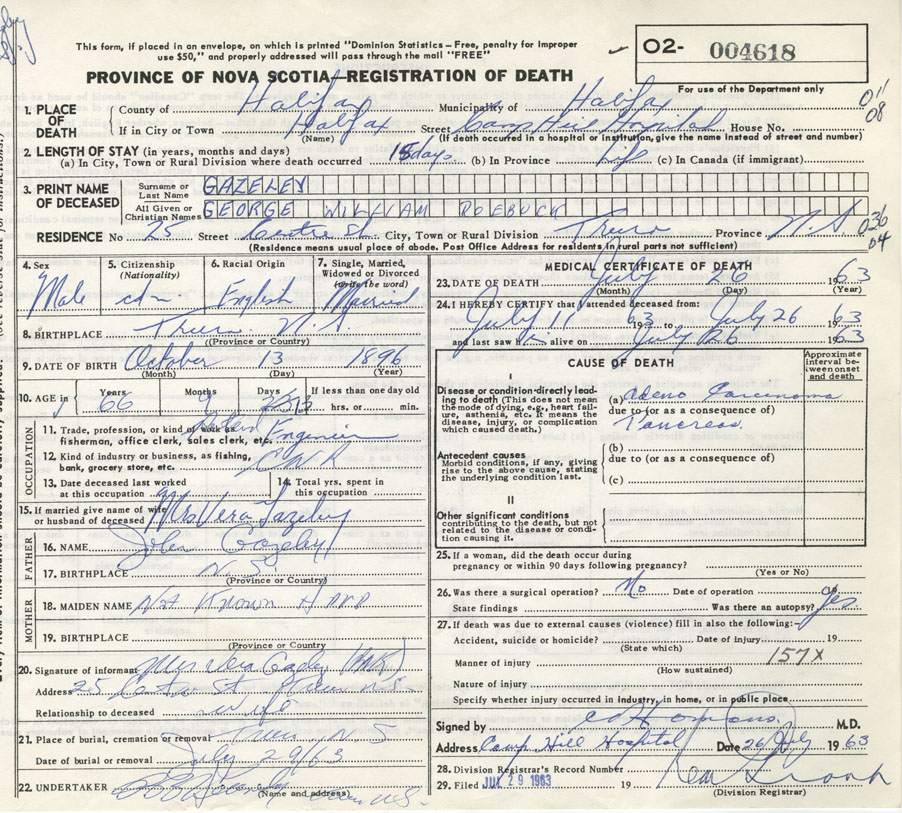 This form, if placed in an envelope, on which is printed "Dominion Statistics – Free, penalty for improper
use $50," and properly addressed will pass through the mail "FREE"
O2- 004618
PROVINCE OF NOVA SCOTIA—REGISTRATION OF DEATH
For use of the Department only
1. PLACE OF DEATH
County of Halifax Municipality of Halifax
If in City or Town Halifax Street Camp Hill Hospital House No.
(Name) (If death occurred in a hospital or institution, give the name instead of street and number)
2. LENGTH OF STAY (in years, months and days)
(a) In City, Town or Rural Division where death occurred 15 days (b) In Province Life (c) In Canada (if immigrant)
3. PRINT NAME OF DECEASED
Surname or Last Name GAZELEY
All Given or Christian Names GEORGE WILLIAM ROEBUCK
RESIDENCE No 25 Street Centre St. City, Town or Rural Division Truro Province N.S
(Residence means usual place of abode. Post Office Address for residents in rural parts not sufficient)
4. Sex Male
5. Citizenship (Nationality) cdn.
6. Racial Origin English
7. Single, Married, Widowed or Divorced (write the word) Married
8. BIRTHPLACE Truro N.S.
(Province or Country)
9. DATE OF BIRTH October 13 1896
(Month) (Day) (Year)
10. AGE in Years 66 Months 9 Days 13 If less than one day old hrs. or min.
OCCUPATION
11. Trade, profession, or kind of work as fisherman, office clerk, sales clerk, etc. Engineer
12. Kind of industry or business, as fishing, bank, grocery store, etc. CNR
13. Date deceased last worked at this occupation
14. Total yrs. spent in this occupation
15. If married give name of wife or husband of deceased Mrs Vera Gazeley
FATHER
16. NAME John Gazeley
17. BIRTHPLACE N.S.
(Province or Country)
MOTHER
18. MAIDEN NAME Not Known
19. BIRTHPLACE
(Province or Country
20. Signature of informant Mrs Vera Gazley
Address 25 St Truro N.S.
Relationship to deceased wife
21. Place of burial, cremation or removal Truro N S
Date of burial or removal July 29/63
22. UNDERTAKER
(Name and address) Truro N.S.
MEDICAL CERTIFICATE OF DEATH
23. DATE OF DEATH July 26 1963
(Month) (Day) (Year)
24. I HEREBY CERTIFY that I attended deceased from:
July 11 1963 to July 26 1963
and last saw him alive on July 26 1963
CAUSE OF DEATH
Approximate interval between onset and death
I
Disease or condition directly leading to death (This does not mean the mode of dying, e.g., heart failure, asthenia, etc. It means the disease, injury, or complication which caused death.)
(a) Adeno Carcinoma
due to (or as a consequence of)
Pancreas.
Antecedent causes
Morbid conditions, if any, giving rise to the above cause, stating the underlying condition last.
(b)
due to (or as a consequence of)
(c)
II
Other significant conditions
contributing to the death, but not related to the disease or condition causing it.
25. If a woman, did the death occur during pregnancy or within 90 days following pregnancy?
(Yes or No)
26. Was there a surgical operation? No Date of operation
State findings Was there an autopsy? Yes
27. If death was due to external causes (violence) fill in also the following:—
Accident, suicide or homicide? Date of injury 19
(State which)
157X
Manner of injury
(How sustained)
Nature of injury
Specify whether injury occurred in industry, in home, or in public place
Signed by M.D.
Address Camp Hill Hospital Date 26 July 1963
28. Division Registrar's Record Number
29. Filed JUL 29 1963 19
(Division Registrar)